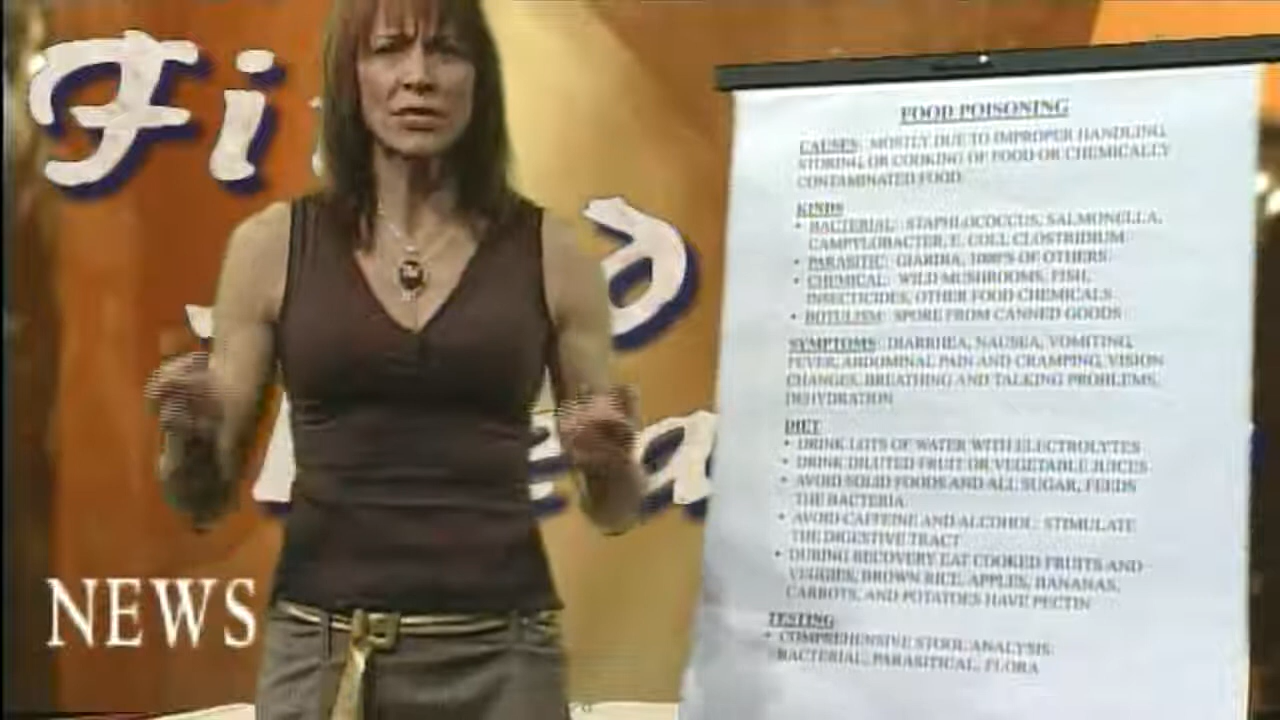 Fi
FOOD POISONING
CAUSES: MOSTLY DUE TO IMPROPER HANDLING,
STORING, OR COOKING OF FOOD OR CHEMICALLY
CONTAMINATED FOOD
KINDS
• BACTERIAL: STAPHLOCOCCUS, SALMONELLA,
CAMPYLOBACTER, E. COLI, CLOSTRIDIUM
• PARASITIC: GIARDIA, 1000'S OF OTHERS
• CHEMICAL: WILD MUSHROOMS, FISH,
INSECTICIDES, OTHER FOOD CHEMICALS
• BOTULISM: SPORE FROM CANNED GOODS
SYMPTOMS: DIARRHEA, NAUSEA, VOMITING,
FEVER, ABDOMINAL PAIN AND CRAMPING, VISION
CHANGES, BREATHING AND TALKING PROBLEMS,
DEHYDRATION
DIET
• DRINK LOTS OF WATER WITH ELECTROLYTES
• DRINK DILUTED FRUIT OR VEGETABLE JUICES
• AVOID SOLID FOODS AND ALL SUGAR, FEEDS
THE BACTERIA
• AVOID CAFFEINE AND ALCOHOL: STIMULATE
THE DIGESTIVE TRACT
• DURING RECOVERY EAT COOKED FRUITS AND
VEGGIES, BROWN RICE, APPLES, BANANAS,
CARROTS, AND POTATOES HAVE PECTIN
TESTING
• COMPREHENSIVE STOOL ANALYSIS:
BACTERIAL, PARASITICAL, FLORA
NEWS